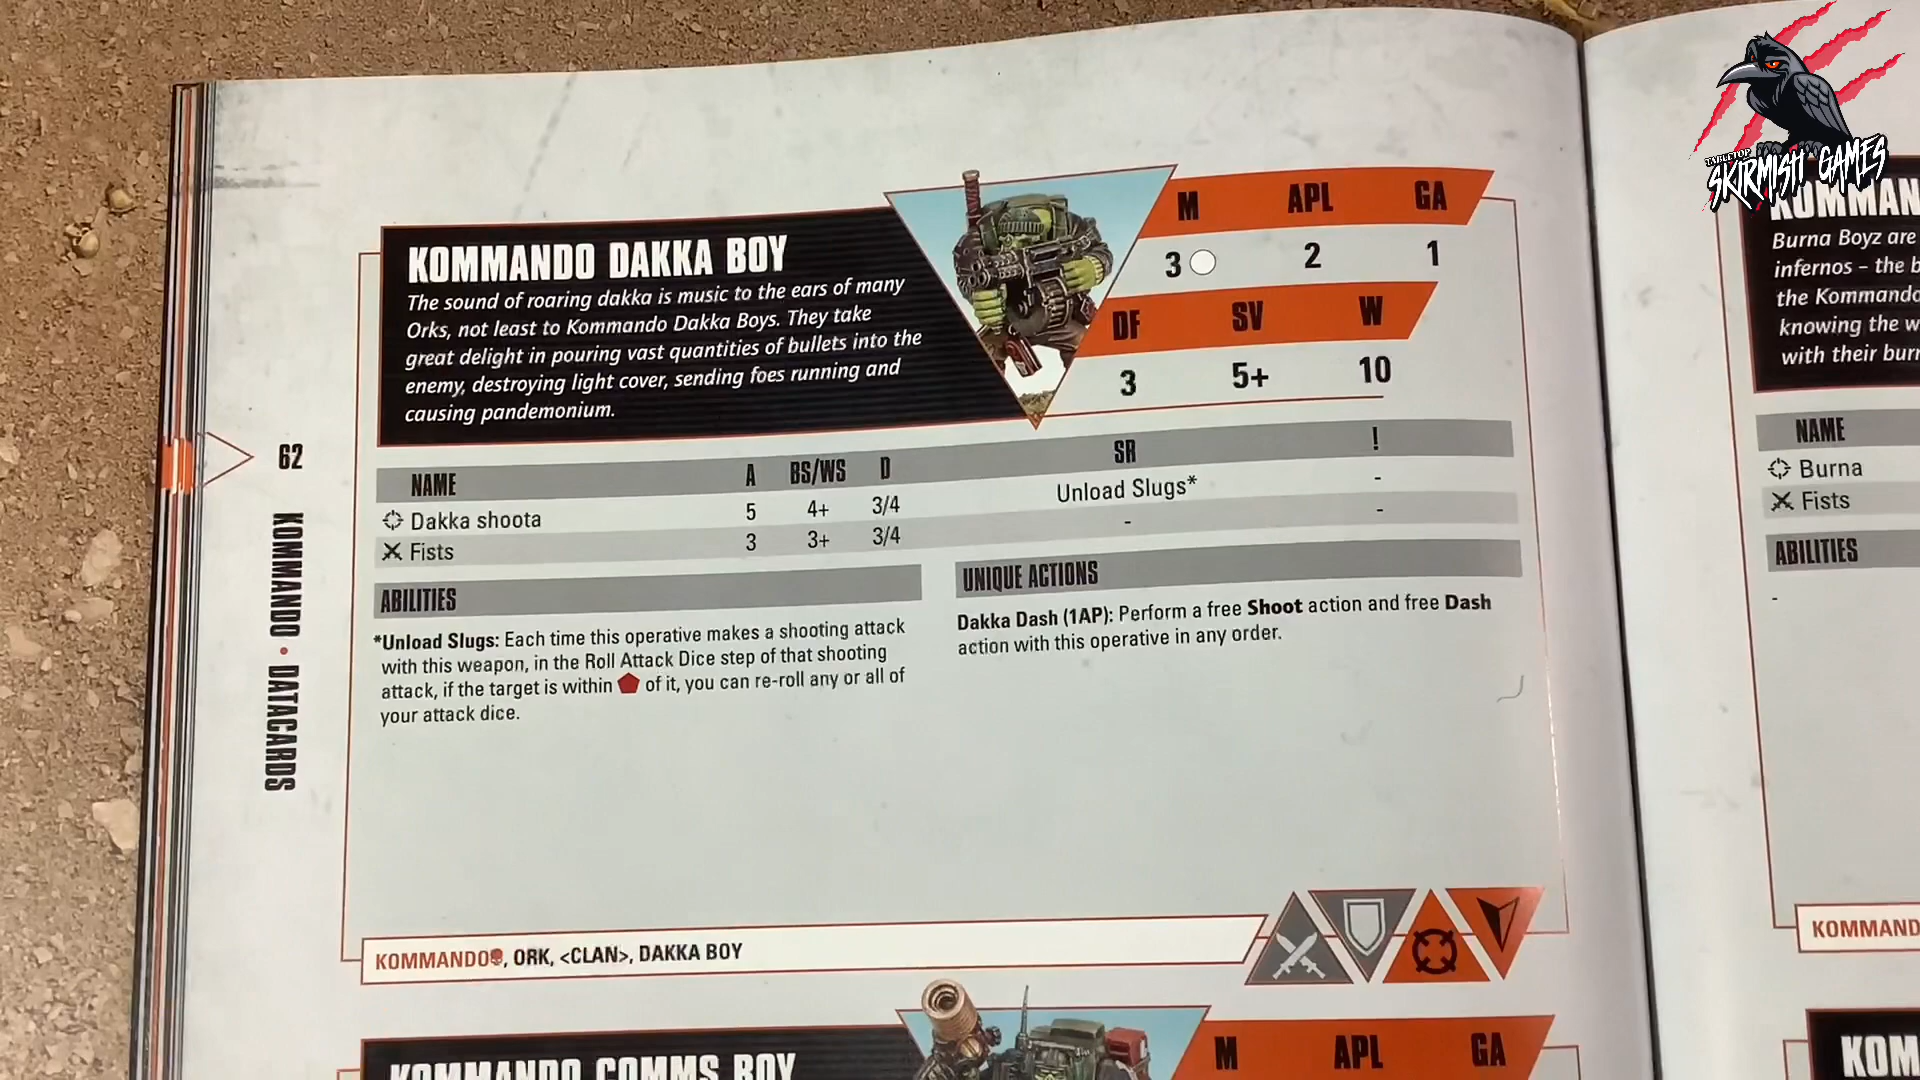 TABLETOP
SKIRMISH GAMES
KOMMANDO DAKKA BOY
The sound of roaring dakka is music to the ears of many
Orks, not least to Kommando Dakka Boys. They take
great delight in pouring vast quantities of bullets into the
enemy, destroying light cover, sending foes running and
causing pandemonium.
M APL GA
3 2 1
DF SV W
3 5+ 10
NAME A BS/WS D SR !
Dakka shoota 5 4+ 3/4 Unload Slugs* -
Fists 3 3+ 3/4 - -
ABILITIES
*Unload Slugs: Each time this operative makes a shooting attack
with this weapon, in the Roll Attack Dice step of that shooting
attack, if the target is within of it, you can re-roll any or all of
your attack dice.
UNIQUE ACTIONS
Dakka Dash (1AP): Perform a free Shoot action and free Dash
action with this operative in any order.
KOMMANDO, ORK, <CLAN>, DAKKA BOY
62
KOMMANDO • DATACARDS
KOMMANDO COMMS BOY
M APL GA
KOMMAN
Burna Boyz are
infernos – the b
the Kommando
knowing the w
with their burn
NAME
Burna
Fists
ABILITIES
-
KOMMAND
KOM